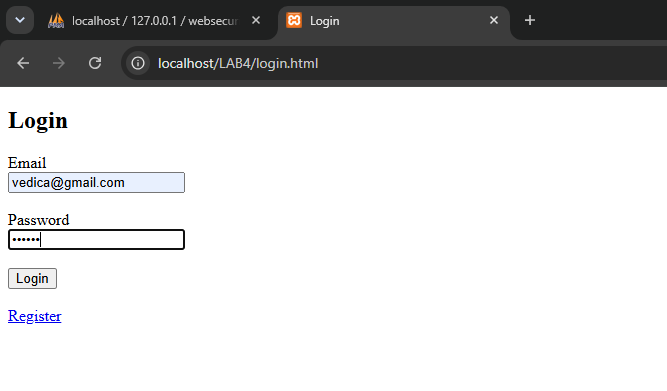 localhost / 127.0.0.1 / websecur
Login
localhost/LAB4/login.html
Login
Email
vedica@gmail.com
Password
••••••
Login
Register